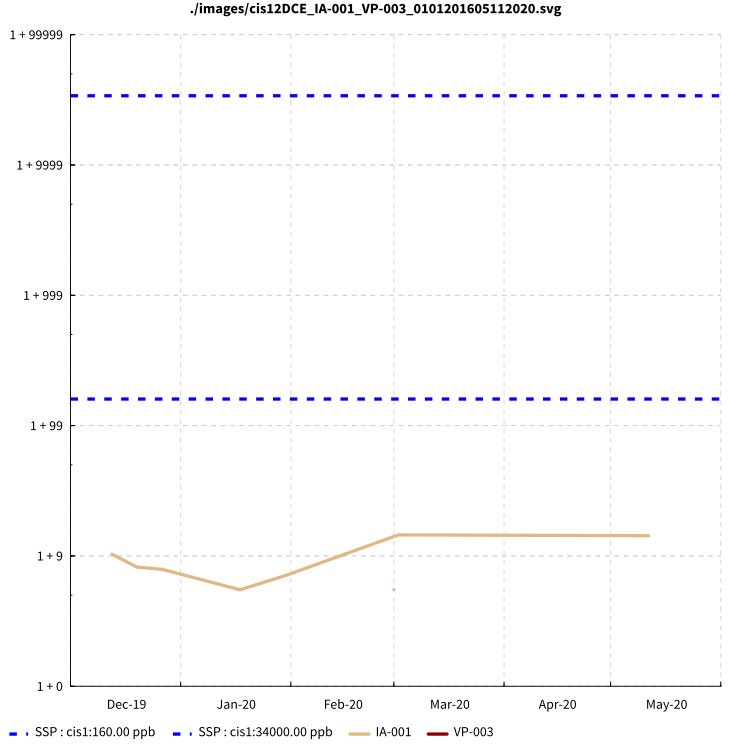 ./images/cis12DCE_IA-001_VP-003_0101201605112020.svg
1+99999
1+9999
1+999
1+99
1+9
1+0
Dec-19 Jan-20 Feb-20 Mar-20 Apr-20 May-20
SSP : cis1:160.00 ppb SSP : cis1:34000.00 ppb IA-001 VP-003